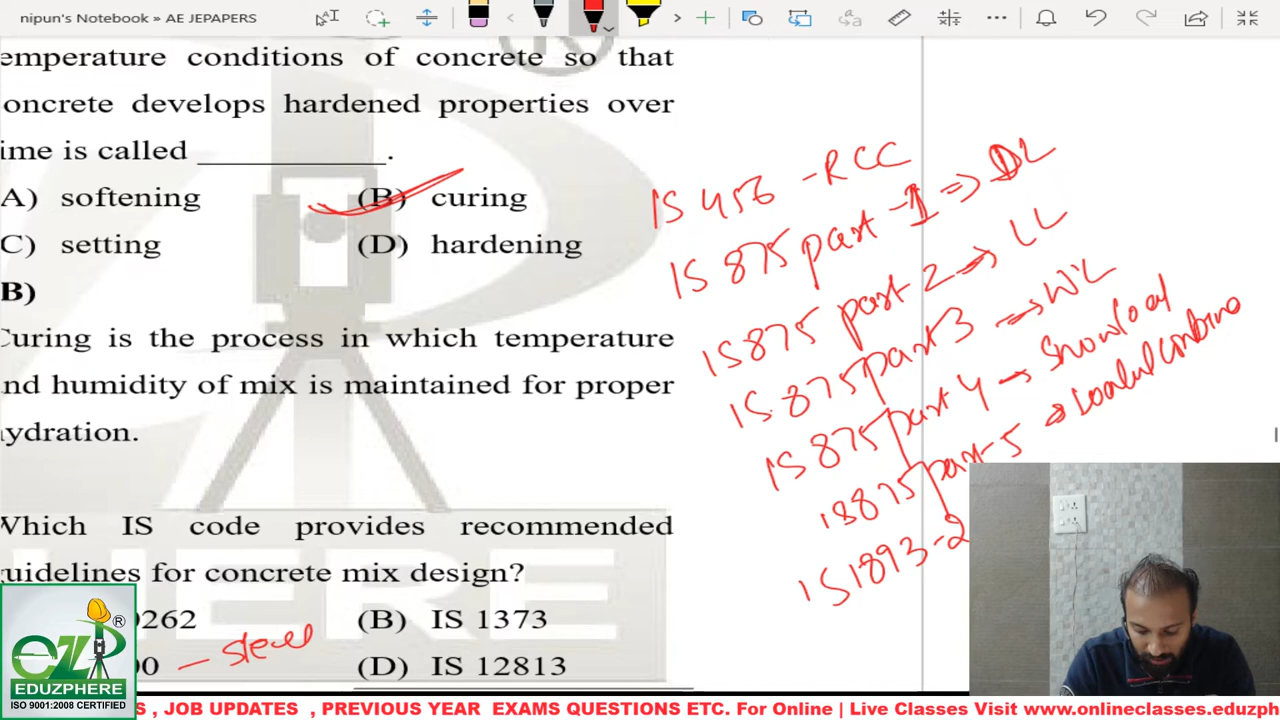 nipun's Notebook » AE JEPAPERS
emperature conditions of concrete so that
oncrete develops hardened properties over
ime is called ____________.
A) softening (B) curing
C) setting (D) hardening
B)
Curing is the process in which temperature
nd humidity of mix is maintained for proper
ydration.
Which IS code provides recommended
guidelines for concrete mix design?
0262 (B) IS 1373
00 – steel (D) IS 12813
IS 456 -RCC
IS 875 part -1 => DL
IS 875 part 2 -> LL
IS 875 part 3 => WL
IS 875 part 4 -> Snow load
IS 875 part-5 ->
IS 1893-2
HERE
EZP ®
EDUZPHERE
ISO 9001:2008 CERTIFIED
S , JOB UPDATES , PREVIOUS YEAR EXAMS QUESTIONS ETC. For Online | Live Classes Visit www.onlineclasses.eduzph